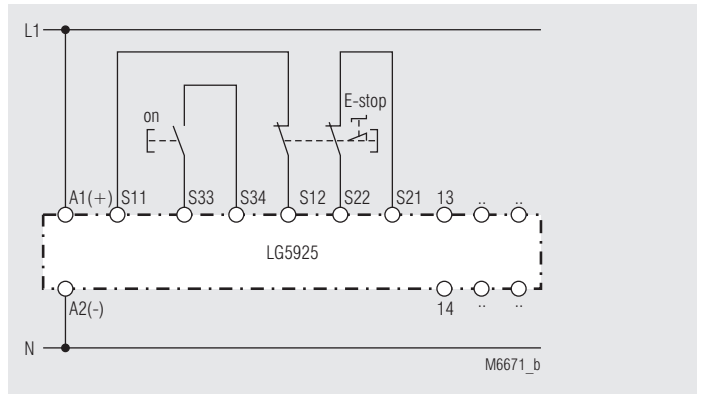 L1
E-stop
on
A1(+) S11 S33 S34 S12 S22 S21 13 .. ..
LG5925
A2(-) 14 .. ..
N
M6671_b